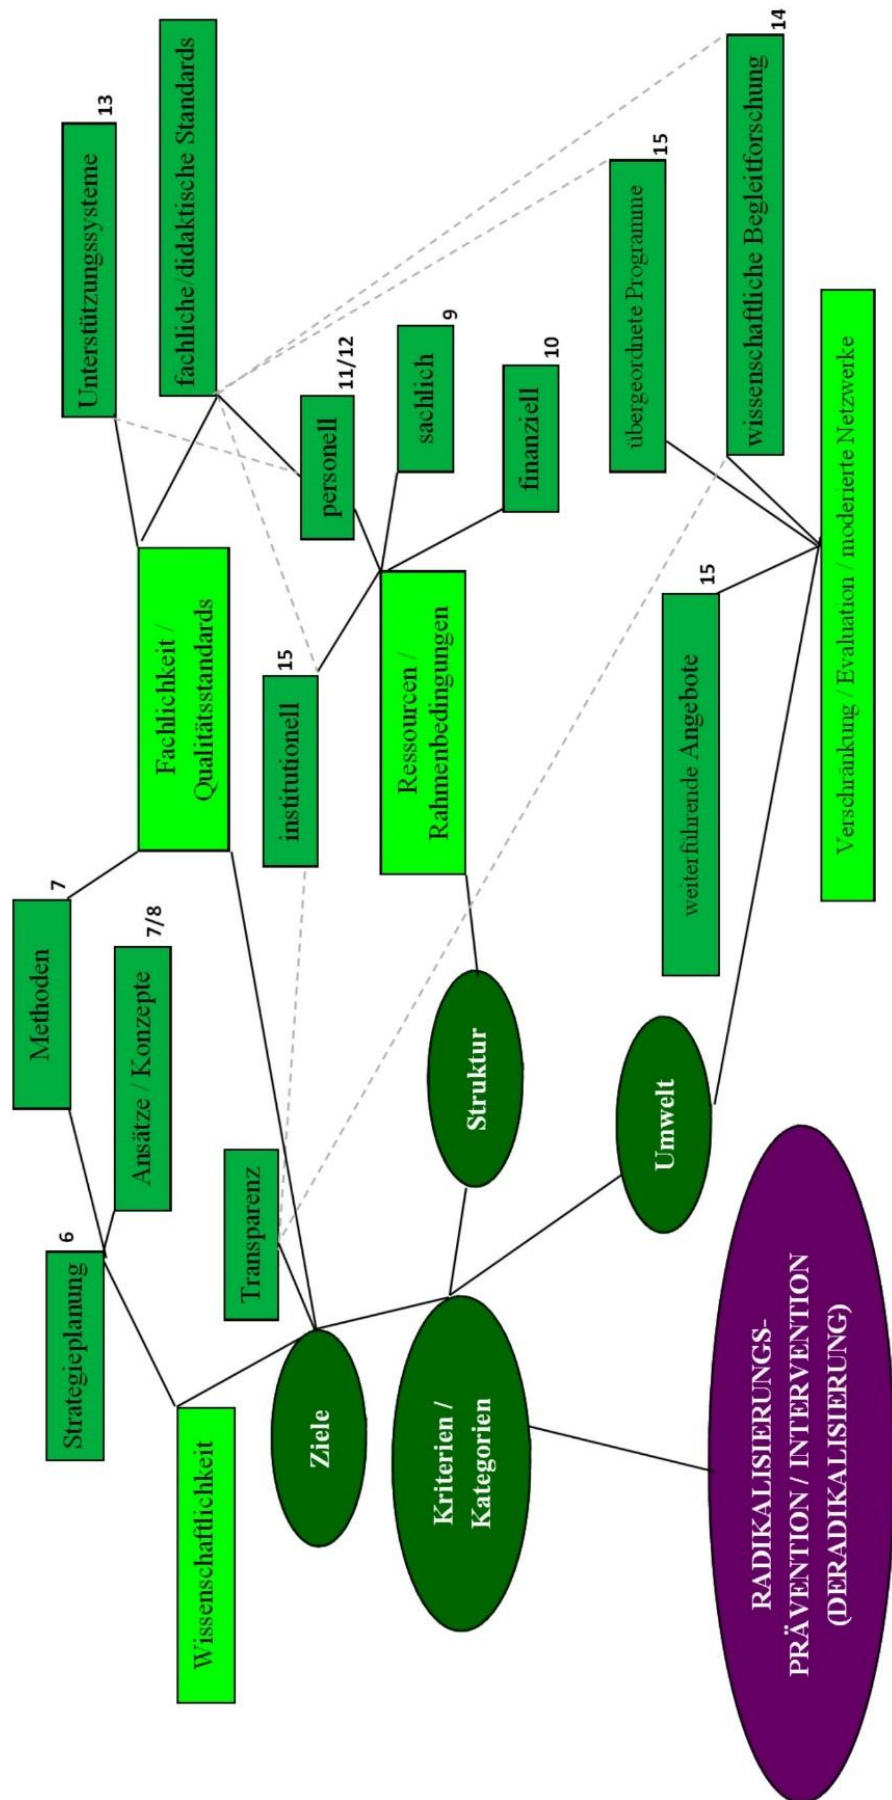 RADIKALISIERUNGS-
PRÄVENTION / INTERVENTION
(DERADIKALISIERUNG)
Kriterien /
Kategorien
Ziele
Struktur
Umwelt
Wissenschaftlichkeit
Strategieplanung
6
Methoden
7
Ansätze / Konzepte
7/8
Transparenz
Fachlichkeit /
Qualitätsstandards
Unterstützungssysteme
13
fachliche/didaktische Standards
institutionell
15
personell
11/12
sachlich
9
finanziell
10
Ressourcen /
Rahmenbedingungen
weiterführende Angebote
15
übergeordnete Programme
15
wissenschaftliche Begleitforschung
14
Verschränkung / Evaluation / moderierte Netzwerke